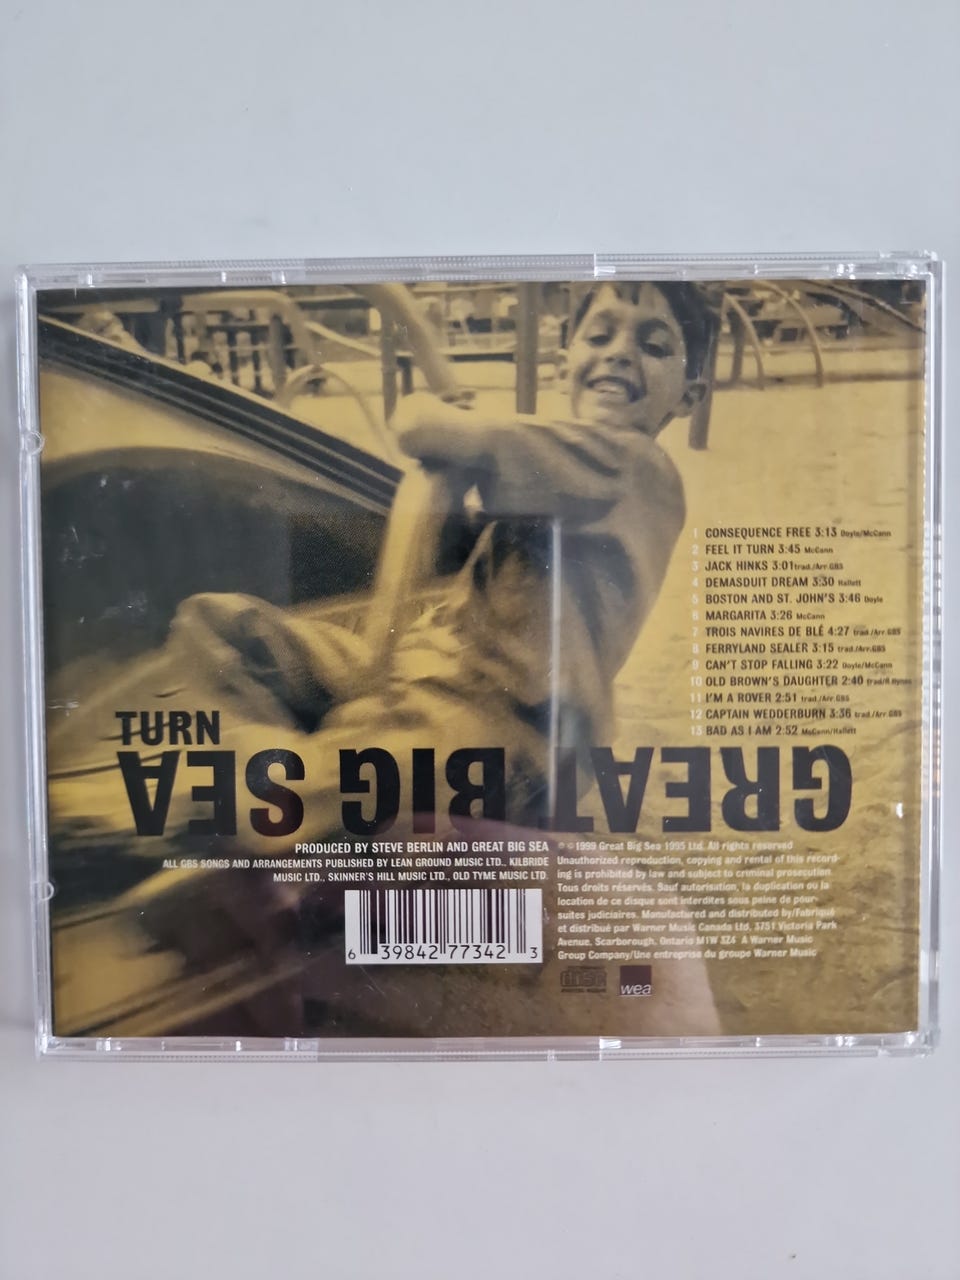 1 CONSEQUENCE FREE 3:13 Doyle/McCann
2 FEEL IT TURN 3:45 McCann
3 JACK HINKS 3:01 trad./Arr.GBS
4 DEMASDUIT DREAM 3:30 Hallett
5 BOSTON AND ST. JOHN'S 3:46 Doyle
6 MARGARITA 3:26 McCann
7 TROIS NAVIRES DE BLÉ 4:27 trad./Arr.GBS
8 FERRYLAND SEALER 3:15 trad./Arr.GBS
9 CAN'T STOP FALLING 3:22 Doyle/McCann
10 OLD BROWN'S DAUGHTER 2:40 trad/R.Hynes
11 I'M A ROVER 2:51 trad./Arr.GBS
12 CAPTAIN WEDDERBURN 3:36 trad./Arr.GBS
13 BAD AS I AM 2:52 McCann/Hallett
TURN
GREAT BIG SEA
PRODUCED BY STEVE BERLIN AND GREAT BIG SEA
ALL GBS SONGS AND ARRANGEMENTS PUBLISHED BY LEAN GROUND MUSIC LTD., KILBRIDE
MUSIC LTD., SKINNER'S HILL MUSIC LTD., OLD TYME MUSIC LTD.
6 39842 77342 3
℗ © 1999 Great Big Sea 1995 Ltd. All rights reserved
Unauthorized reproduction, copying and rental of this record-
ing is prohibited by law and subject to criminal prosecution.
Tous droits réservés. Sauf autorisation, la duplication ou la
location de ce disque sont interdites sous peine de pour-
suites judiciaires. Manufactured and distributed by/Fabriqué
et distribué par Warner Music Canada Ltd, 3751 Victoria Park
Avenue, Scarborough, Ontario M1W 3Z4 A Warner Music
Group Company/Une entreprise du groupe Warner Music
disc
DIGITAL AUDIO
wea